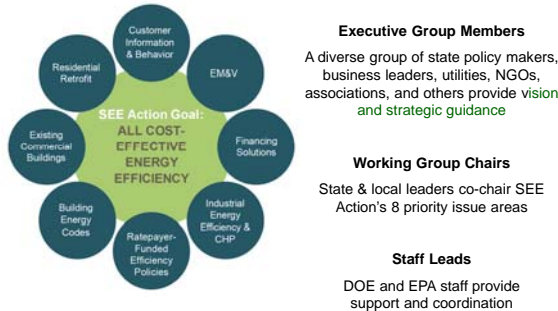 Customer
Information
& Behavior
EM&V
Financing
Solutions
Industrial
Energy
Efficiency &
CHP
Ratepayer-
Funded
Efficiency
Policies
Building
Energy
Codes
Existing
Commercial
Buildings
Residential
Retrofit
SEE Action Goal:
ALL COST-
EFFECTIVE
ENERGY
EFFICIENCY
Executive Group Members
A diverse group of state policy makers,
business leaders, utilities, NGOs,
associations, and others provide vision
and strategic guidance
Working Group Chairs
State & local leaders co-chair SEE
Action's 8 priority issue areas
Staff Leads
DOE and EPA staff provide
support and coordination